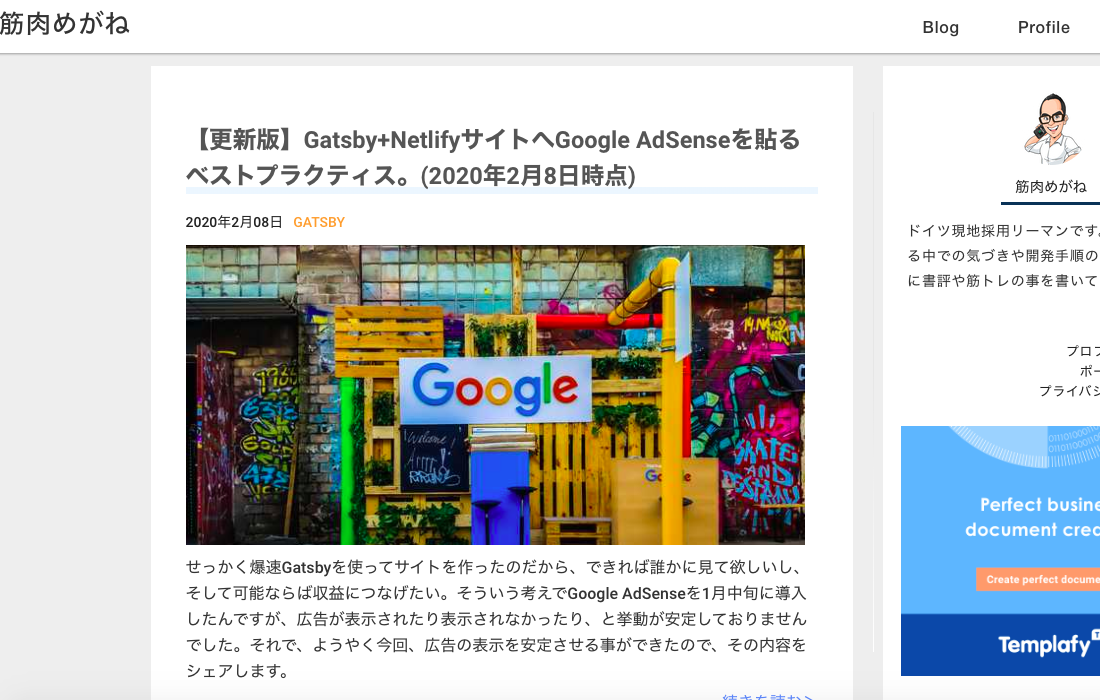 筋肉めがね
Blog
Profile
【更新版】Gatsby+NetlifyサイトへGoogle AdSenseを貼る
ベストプラクティス。(2020年2月8日時点)
2020年2月08日 GATSBY
Google
Welcome
SKATE
AND
DESTROY
せっかく爆速Gatsbyを使ってサイトを作ったのだから、できれば誰かに見て欲しいし、
そして可能ならば収益につなげたい。そういう考えでGoogle AdSenseを1月中旬に導入
したんですが、広告が表示されたり表示されなかったり、と挙動が安定しておりません
でした。それで、ようやく今回、広告の表示を安定させる事ができたので、その内容を
シェアします。
続きを読む>
筋肉めがね
ドイツ現地採用リーマンです。
る中での気づきや開発手順の
に書評や筋トレの事を書いて
プロフ
ポー
プライバシ
Perfect busine
document crea
Create perfect docume
Templafy